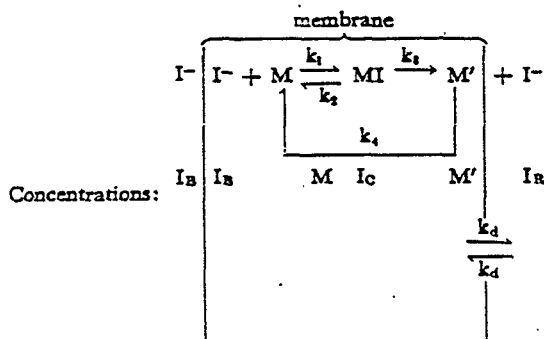 membrane
k₁ k₃
I⁻ I⁻ + M ⇌ MI → M′ + I⁻
k₂
k₄
Concentrations: I_B I_B M I_C M′ I_R
k_d
k_d